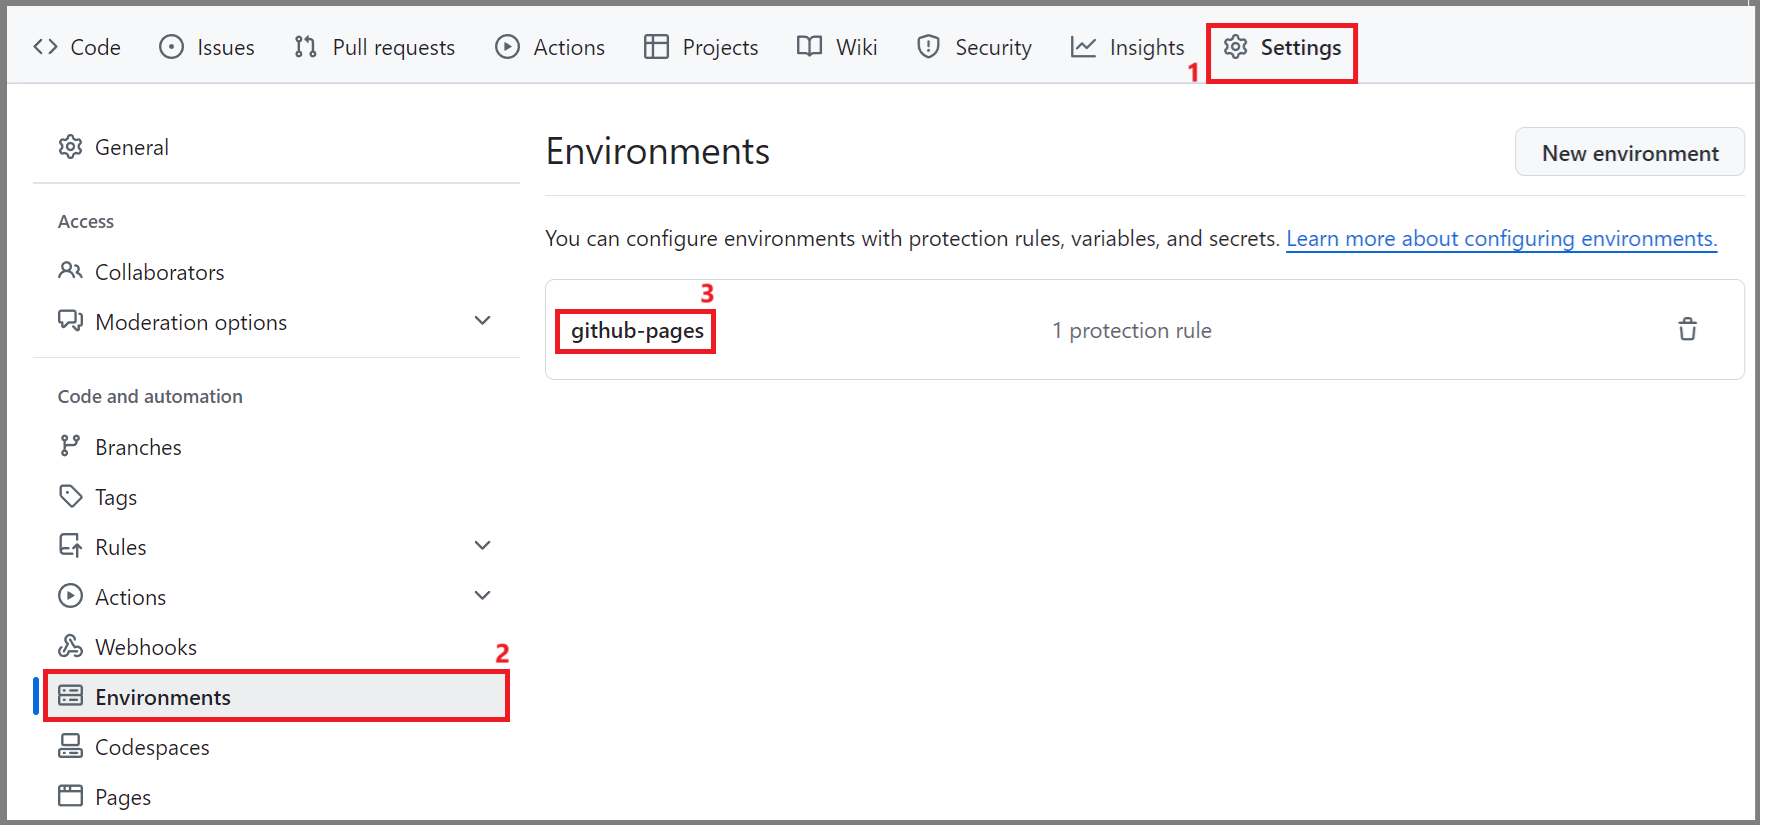 Code Issues Pull requests Actions Projects Wiki Security Insights 1 Settings
General
Access
Collaborators
Moderation options
Code and automation
Branches
Tags
Rules
Actions
Webhooks
2
Environments
Codespaces
Pages
Environments
New environment
You can configure environments with protection rules, variables, and secrets. Learn more about configuring environments.
3
github-pages 1 protection rule